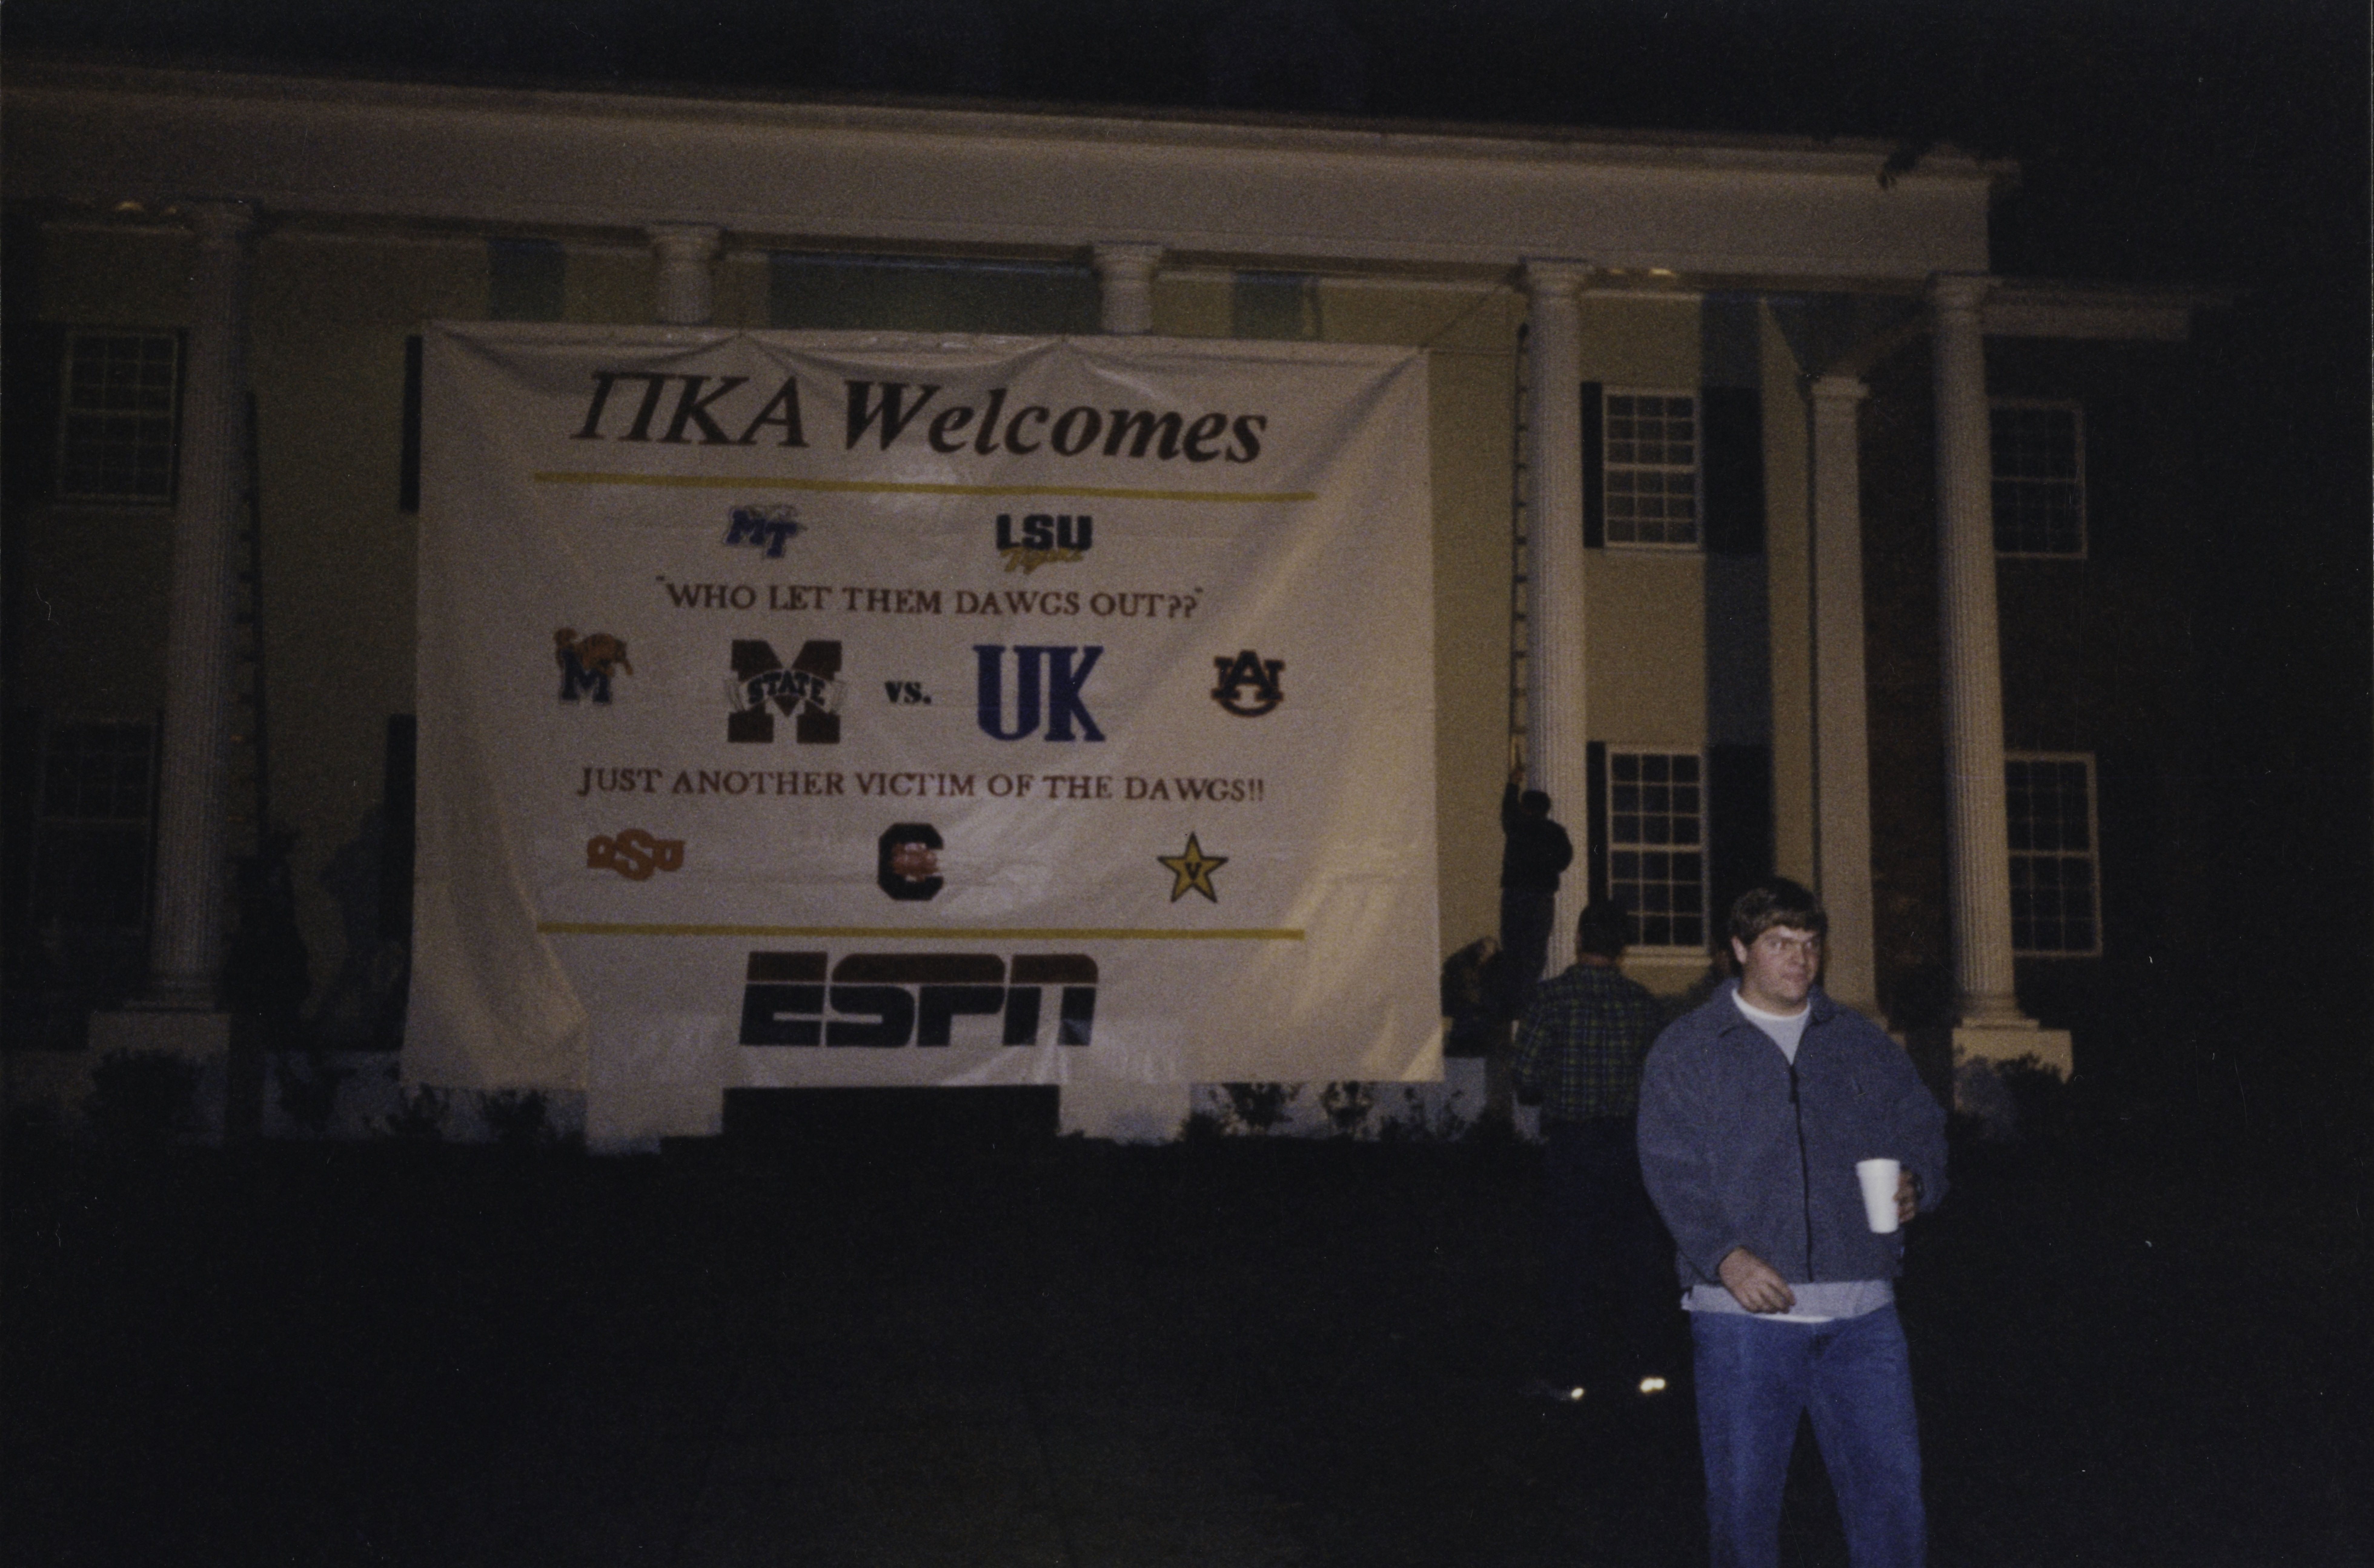 ΠΚΑ Welcomes
MT LSU Tigers
"WHO LET THEM DAWGS OUT??"
M M STATE vs. UK AU
JUST ANOTHER VICTIM OF THE DAWGS!!
OSU C V
ESPN